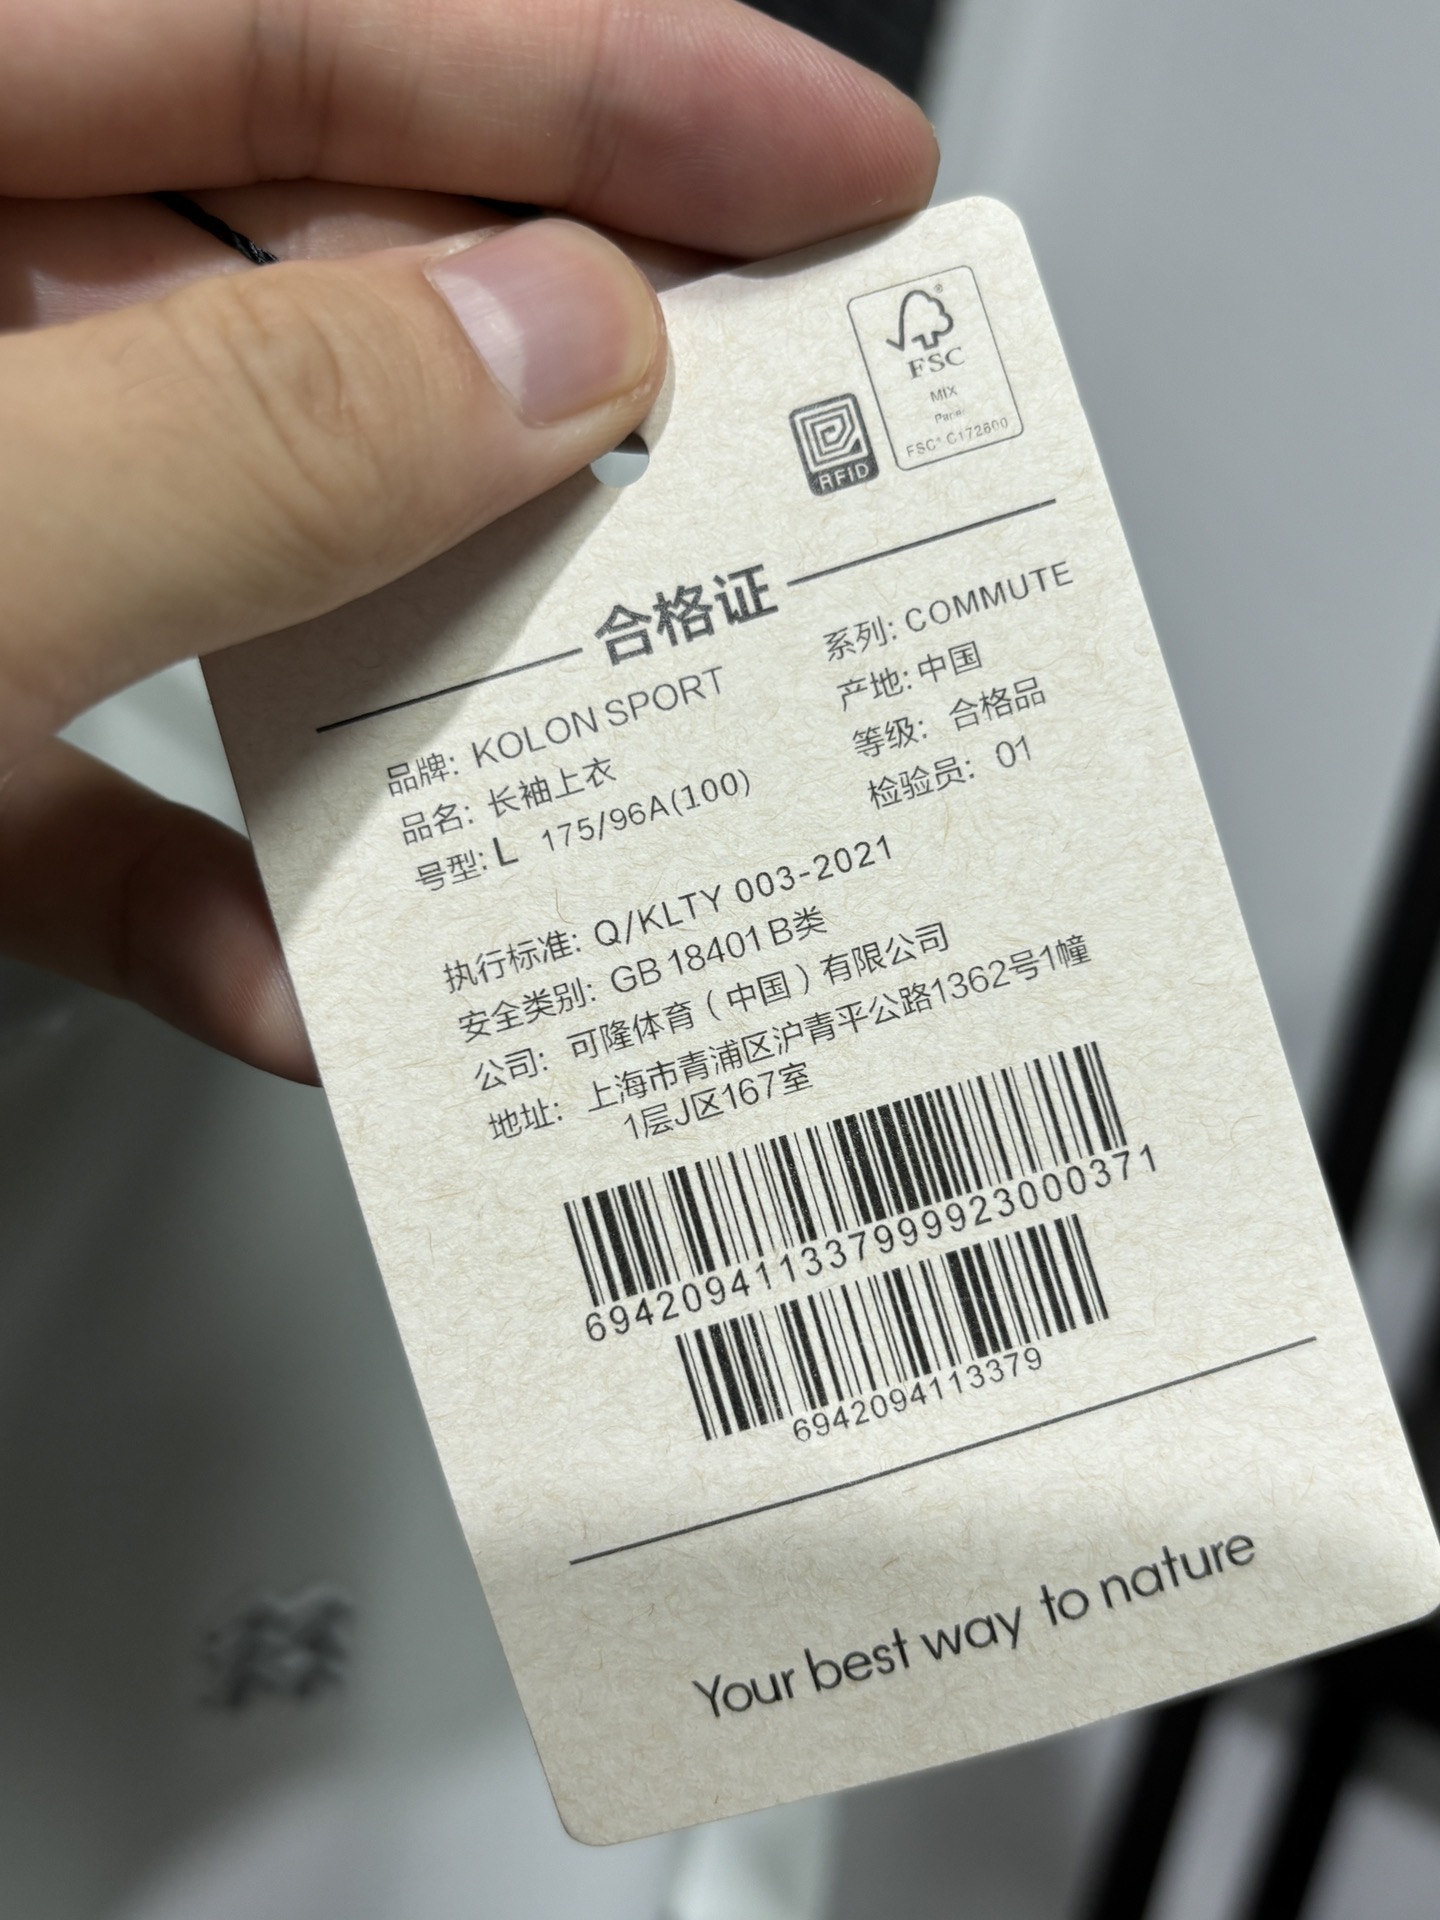 FSC
MIX
Paper
FSC® C172600
RFID
合格证
品牌: KOLON SPORT
系列: COMMUTE
品名: 长袖上衣
产地: 中国
号型: L 175/96A(100)
等级: 合格品
检验员: 01
执行标准: Q/KLTY 003-2021
安全类别: GB 18401 B类
公司: 可隆体育（中国）有限公司
地址: 上海市青浦区沪青平公路1362号1幢
1层J区167室
69420941133799992300037​1
6942094113379
Your best way to nature